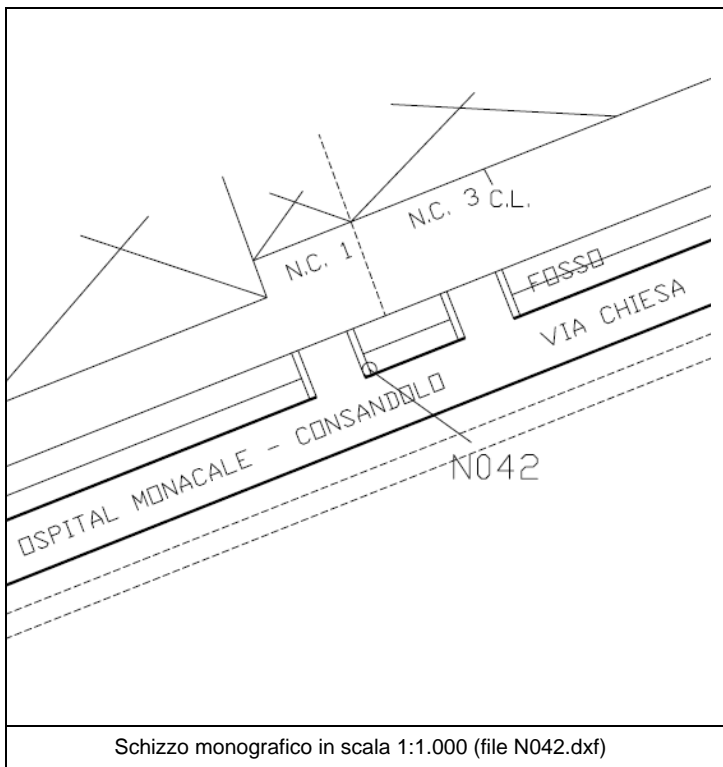 N.C. 3
C.L.
N.C. 1
FOSSO
VIA CHIESA
OSPITAL MONACALE - CONSANDOLO
N042
Schizzo monografico in scala 1:1.000 (file N042.dxf)